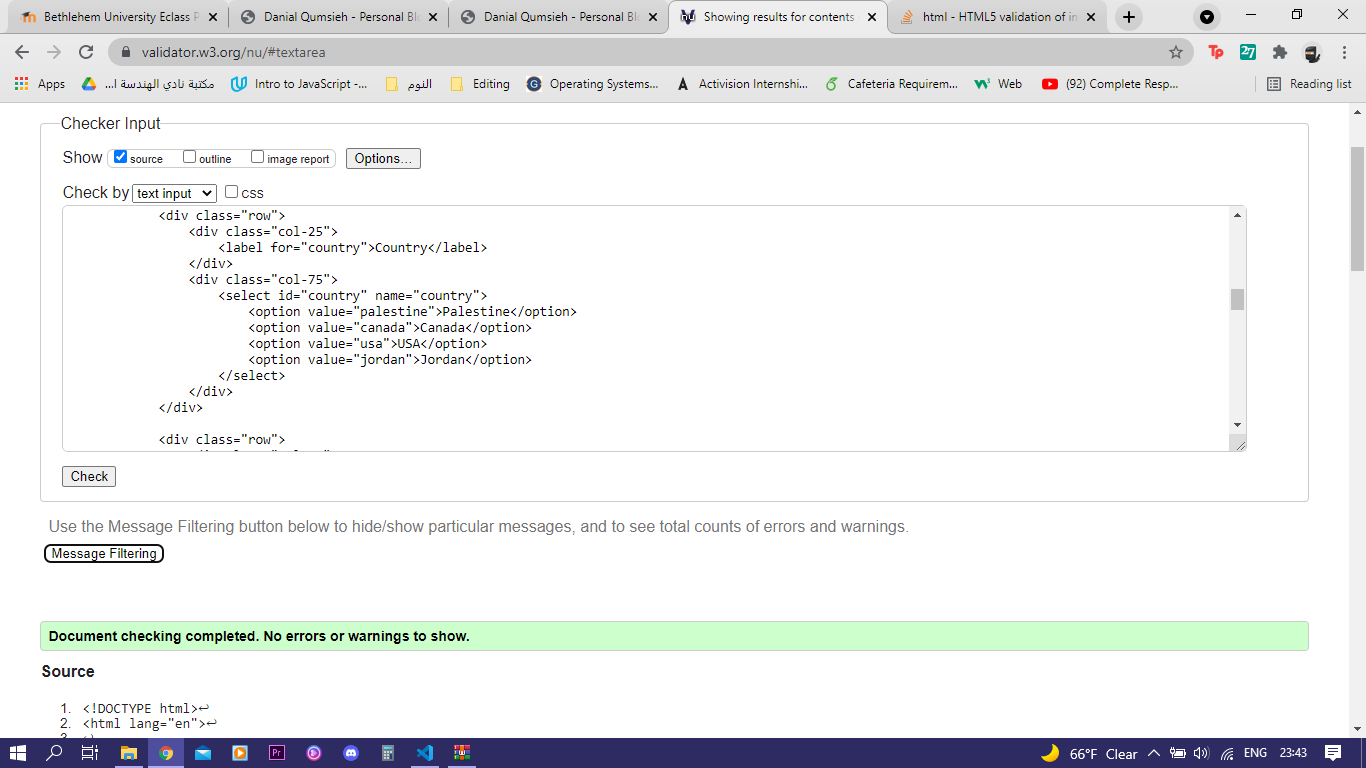 Bethlehem University Eclass P
Danial Qumsieh - Personal Bl
Danial Qumsieh - Personal Bl
Showing results for contents
html - HTML5 validation of in
validator.w3.org/nu/#textarea
Apps
مكتبة نادي الهندسة ا...
Intro to JavaScript -...
النوم
Editing
Operating Systems...
Activision Internshi...
Cafeteria Requirem...
Web
(92) Complete Resp...
Reading list
Checker Input
Show source outline image report Options...
Check by text input css
<div class="row">
<div class="col-25">
<label for="country">Country</label>
</div>
<div class="col-75">
<select id="country" name="country">
<option value="palestine">Palestine</option>
<option value="canada">Canada</option>
<option value="usa">USA</option>
<option value="jordan">Jordan</option>
</select>
</div>
</div>
<div class="row">
Check
Use the Message Filtering button below to hide/show particular messages, and to see total counts of errors and warnings.
Message Filtering
Document checking completed. No errors or warnings to show.
Source
1. <!DOCTYPE html>↩
2. <html lang="en">↩
66°F Clear ENG 23:43